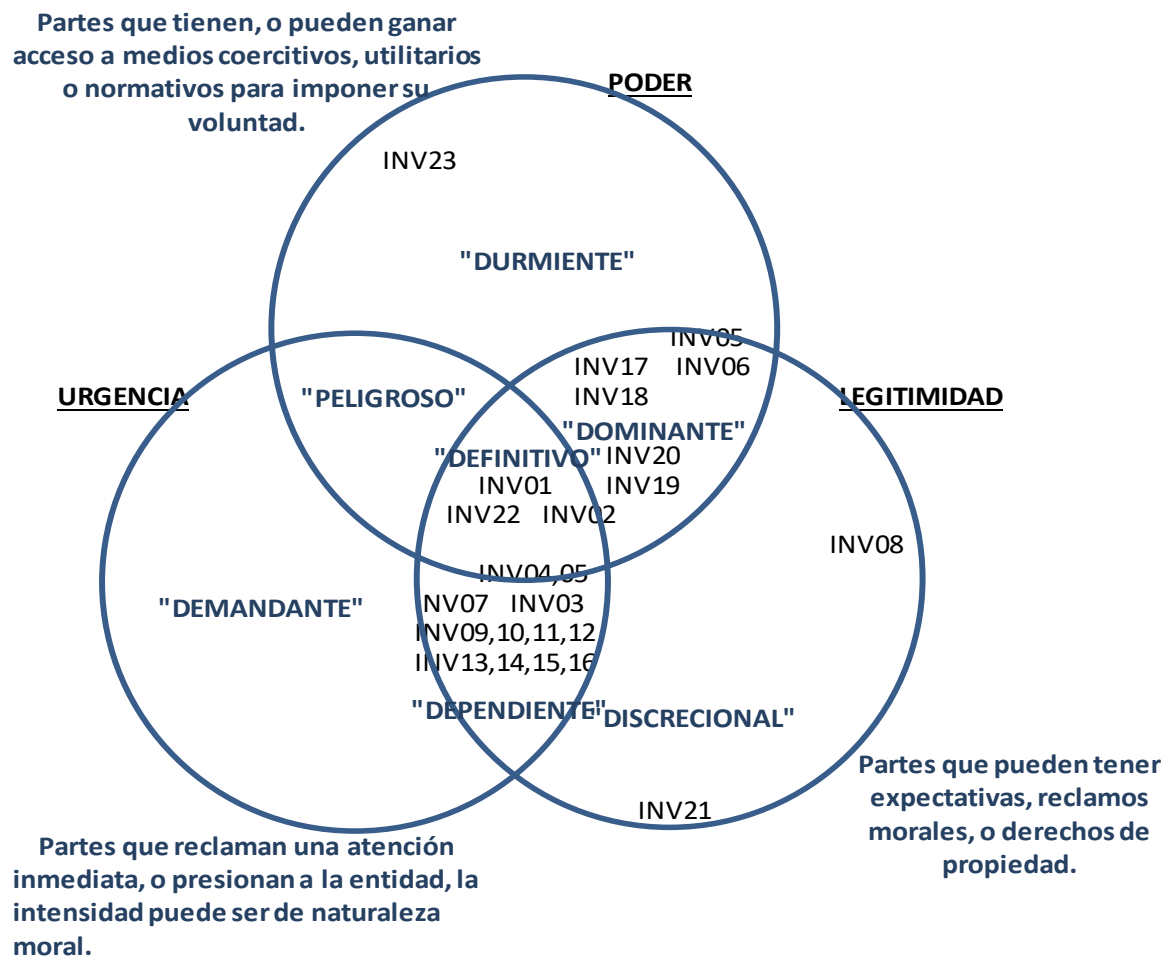 Partes que tienen, o pueden ganar
acceso a medios coercitivos, utilitarios
o normativos para imponer su
voluntad.
PODER
INV23
"DURMIENTE"
INV05
INV17 INV06
INV18
URGENCIA
"PELIGROSO"
LEGITIMIDAD
"DOMINANTE"
"DEFINITIVO"
INV20
INV01
INV19
INV22 INV02
INV08
INV04,05
NV07 INV03
"DEMANDANTE"
INV09,10,11,12
INV13,14,15,16
"DEPENDIENTE"
"DISCRECIONAL"
INV21
Partes que pueden tener
expectativas, reclamos
morales, o derechos de
propiedad.
Partes que reclaman una atención
inmediata, o presionan a la entidad, la
intensidad puede ser de naturaleza
moral.